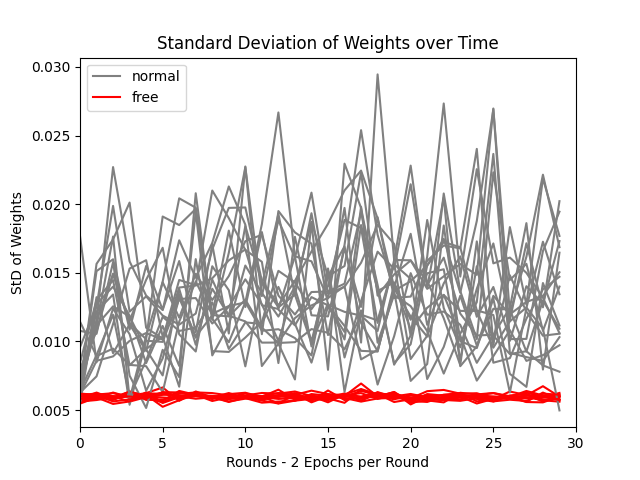 Standard Deviation of Weights over Time
0.030
0.025
0.020
0.015
0.010
0.005
StD of Weights
normal
free
0
5
10
15
20
25
30
Rounds - 2 Epochs per Round